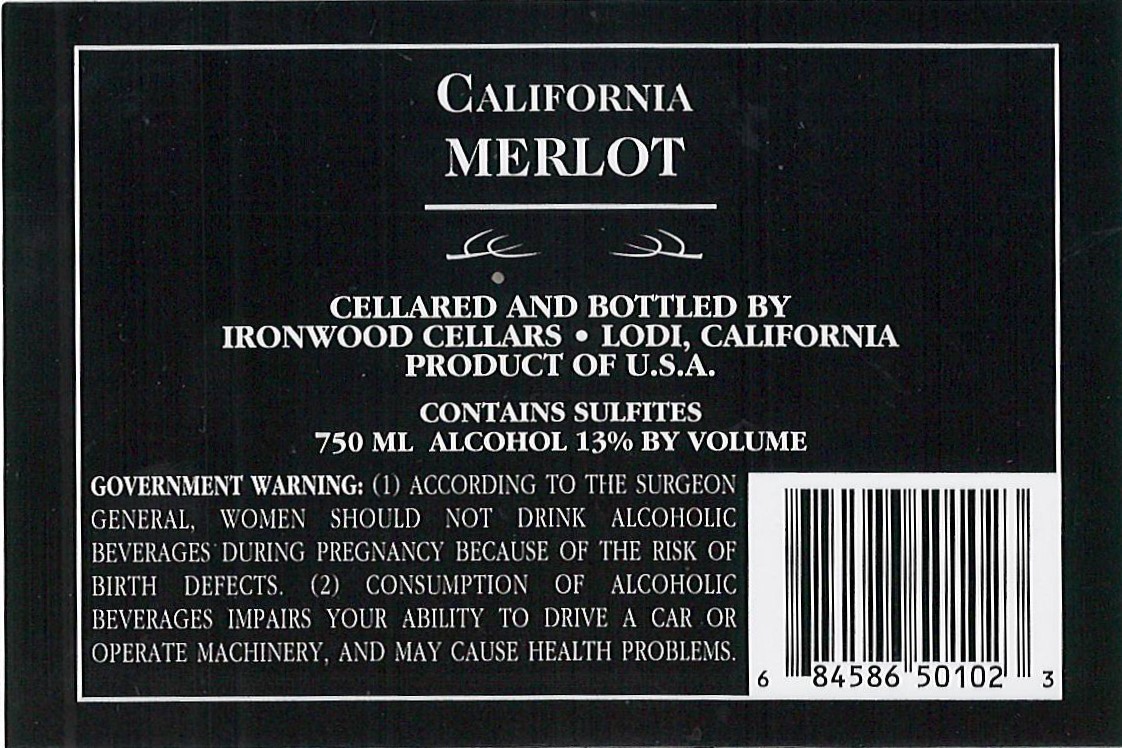 CALIFORNIA
MERLOT
CELLARED AND BOTTLED BY
IRONWOOD CELLARS • LODI, CALIFORNIA
PRODUCT OF U.S.A.
CONTAINS SULFITES
750 ML ALCOHOL 13% BY VOLUME
GOVERNMENT WARNING: (1) ACCORDING TO THE SURGEON
GENERAL, WOMEN SHOULD NOT DRINK ALCOHOLIC
BEVERAGES DURING PREGNANCY BECAUSE OF THE RISK OF
BIRTH DEFECTS. (2) CONSUMPTION OF ALCOHOLIC
BEVERAGES IMPAIRS YOUR ABILITY TO DRIVE A CAR OR
OPERATE MACHINERY, AND MAY CAUSE HEALTH PROBLEMS.
6 84586 50102 3